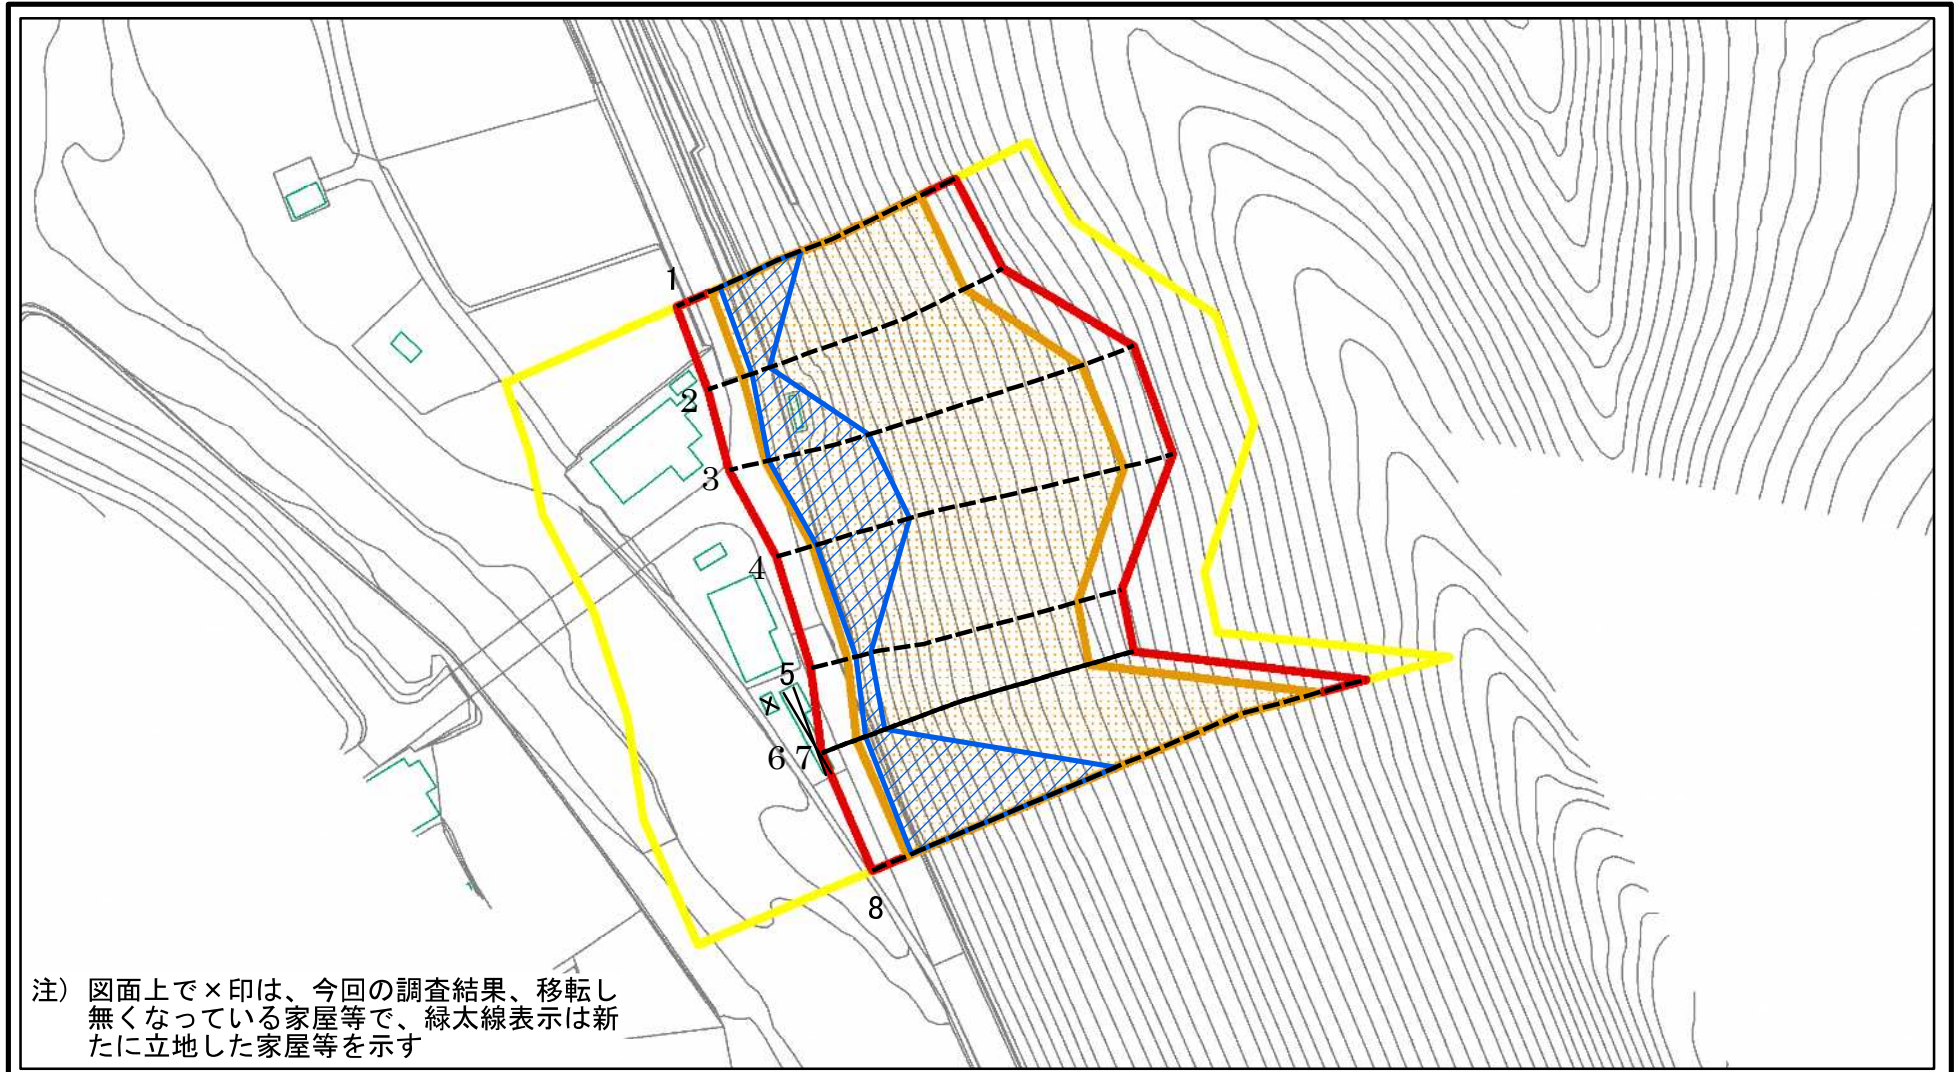 1
2
3
4
5
×
6 7
8
注) 図面上で×印は、今回の調査結果、移転し
無くなっている家屋等で、緑太線表示は新
たに立地した家屋等を示す